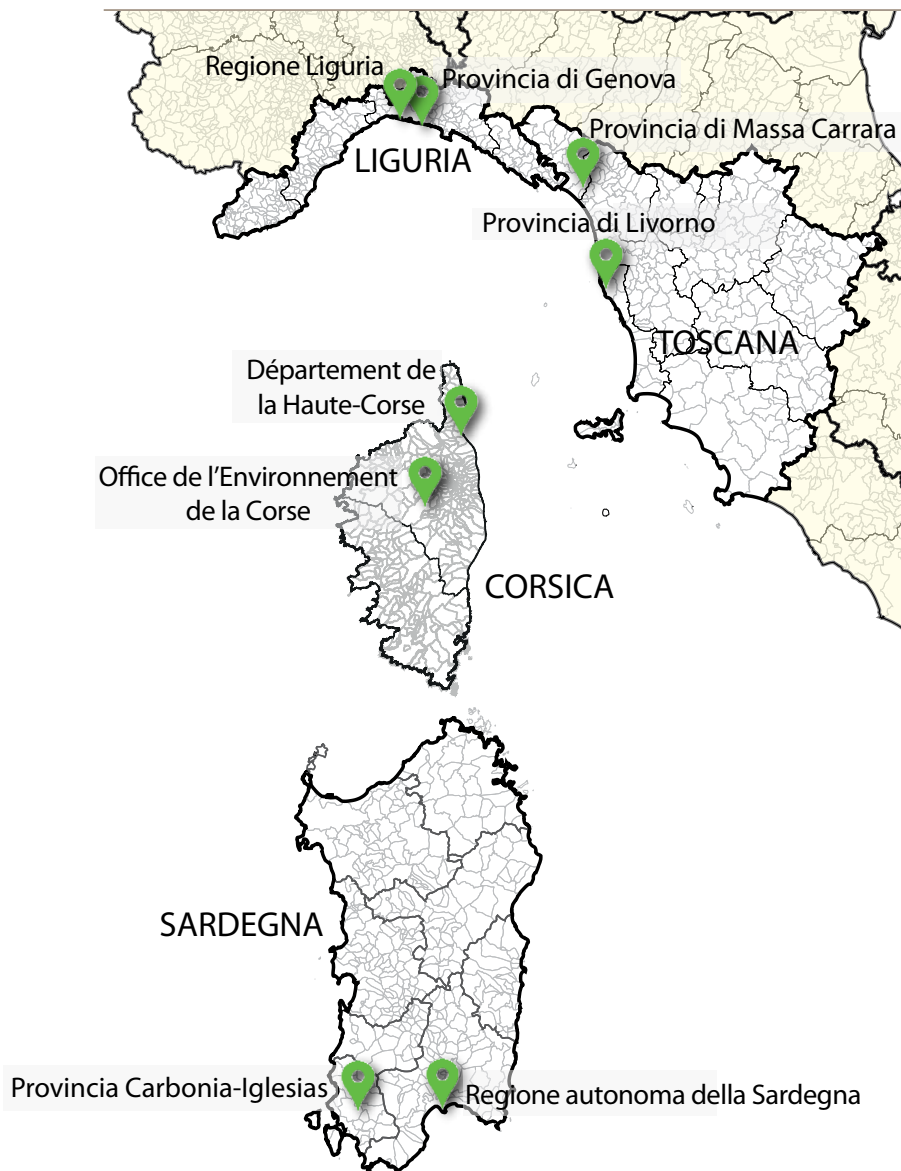 Regione Liguria
Provincia di Genova
Provincia di Massa Carrara
LIGURIA
Provincia di Livorno
TOSCANA
Département de
la Haute-Corse
Office de l'Environnement
de la Corse
CORSICA
SARDEGNA
Provincia Carbonia-Iglesias
Regione autonoma della Sardegna